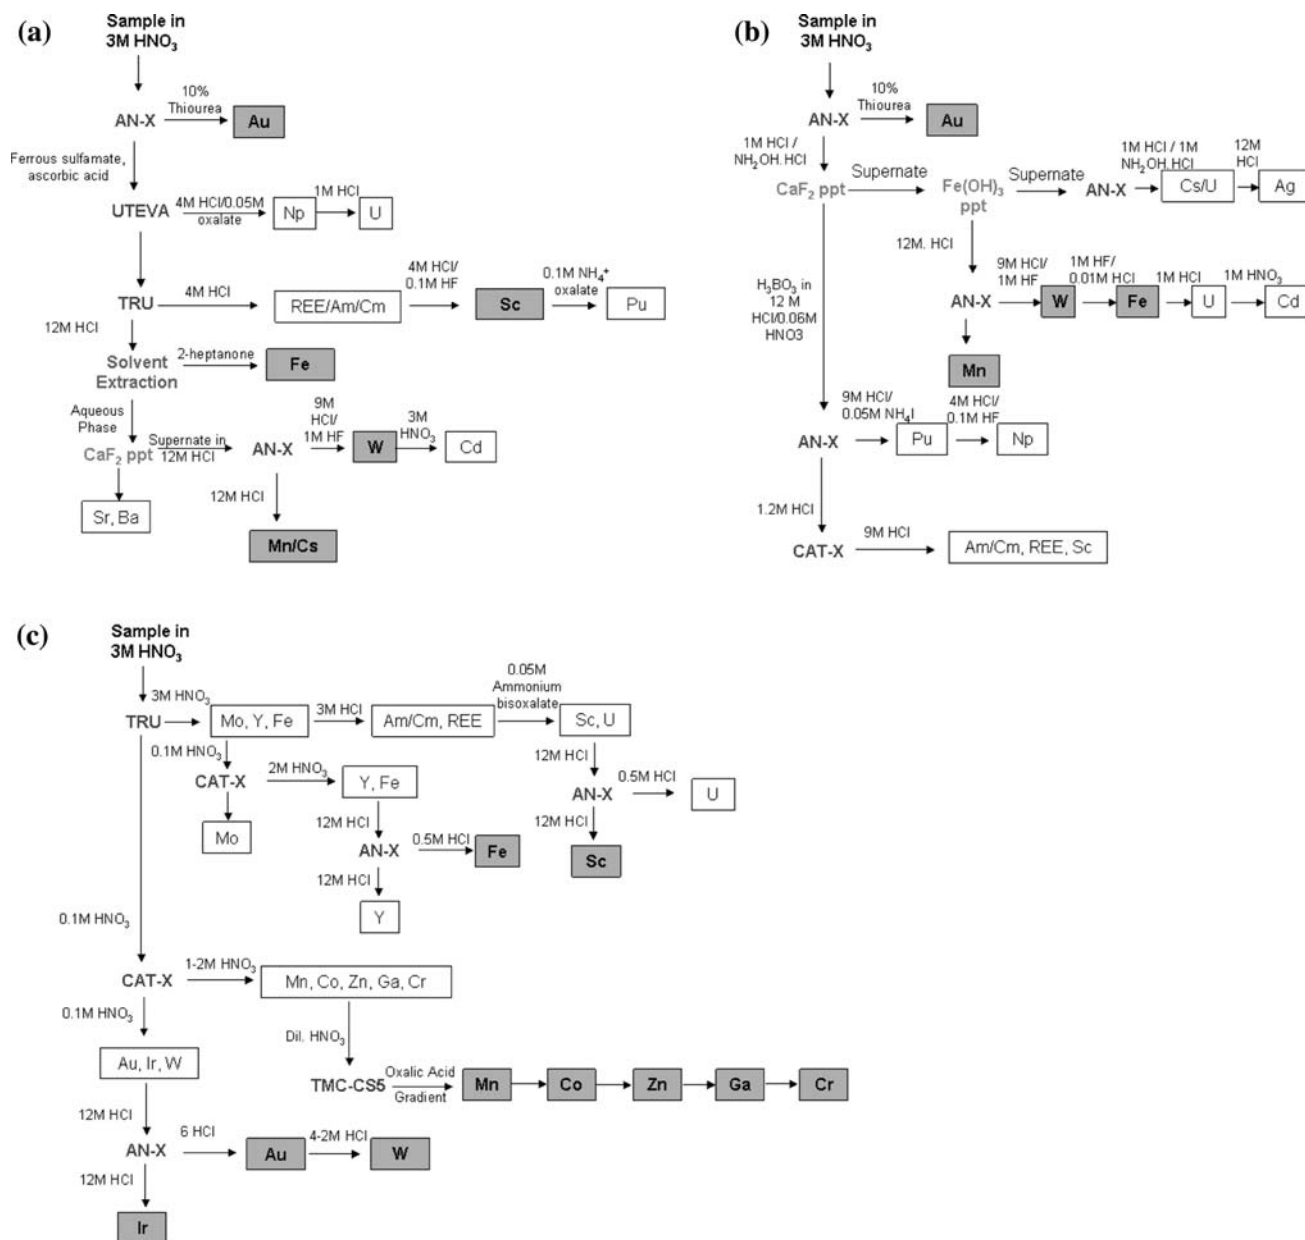 (a)
Sample in
3M HNO₃
10%
Thiourea
AN-X
Au
Ferrous sulfamate,
ascorbic acid
UTEVA
4M HCl/0.05M
oxalate
Np
1M HCl
U
TRU
4M HCl
REE/Am/Cm
4M HCl/
0.1M HF
Sc
0.1M NH₄⁺
oxalate
Pu
12M HCl
Solvent
Extraction
2-heptanone
Fe
Aqueous
Phase
CaF₂ ppt
Supernate in
12M HCl
AN-X
9M
HCl/
1M HF
W
3M
HNO₃
Cd
Sr, Ba
12M HCl
Mn/Cs
(b)
Sample in
3M HNO₃
10%
Thiourea
AN-X
Au
1M HCl /
NH₂OH.HCl
CaF₂ ppt
Supernate
Fe(OH)₃
ppt
Supernate
AN-X
1M HCl / 1M
NH₂OH.HCl
Cs/U
12M
HCl
Ag
12M. HCl
AN-X
9M HCl/
1M HF
W
1M HF/
0.01M HCl
Fe
1M HCl
U
1M HNO₃
Cd
Mn
H₃BO₃ in
12 M
HCl/0.06M
HNO3
AN-X
9M HCl/
0.05M NH₄I
Pu
4M HCl/
0.1M HF
Np
1.2M HCl
CAT-X
9M HCl
Am/Cm, REE, Sc
(c)
Sample in
3M HNO₃
TRU
3M HNO₃
Mo, Y, Fe
3M HCl
Am/Cm, REE
0.05M
Ammonium
bisoxalate
Sc, U
0.1M HNO₃
CAT-X
2M HNO₃
Y, Fe
Mo
12M HCl
AN-X
0.5M HCl
Fe
12M HCl
Y
12M HCl
AN-X
0.5M HCl
U
12M HCl
Sc
0.1M HNO₃
CAT-X
1-2M HNO₃
Mn, Co, Zn, Ga, Cr
0.1M HNO₃
Au, Ir, W
Dil. HNO₃
TMC-CS5
Oxalic Acid
Gradient
Mn
Co
Zn
Ga
Cr
12M HCl
AN-X
6 HCl
Au
4-2M HCl
W
12M HCl
Ir